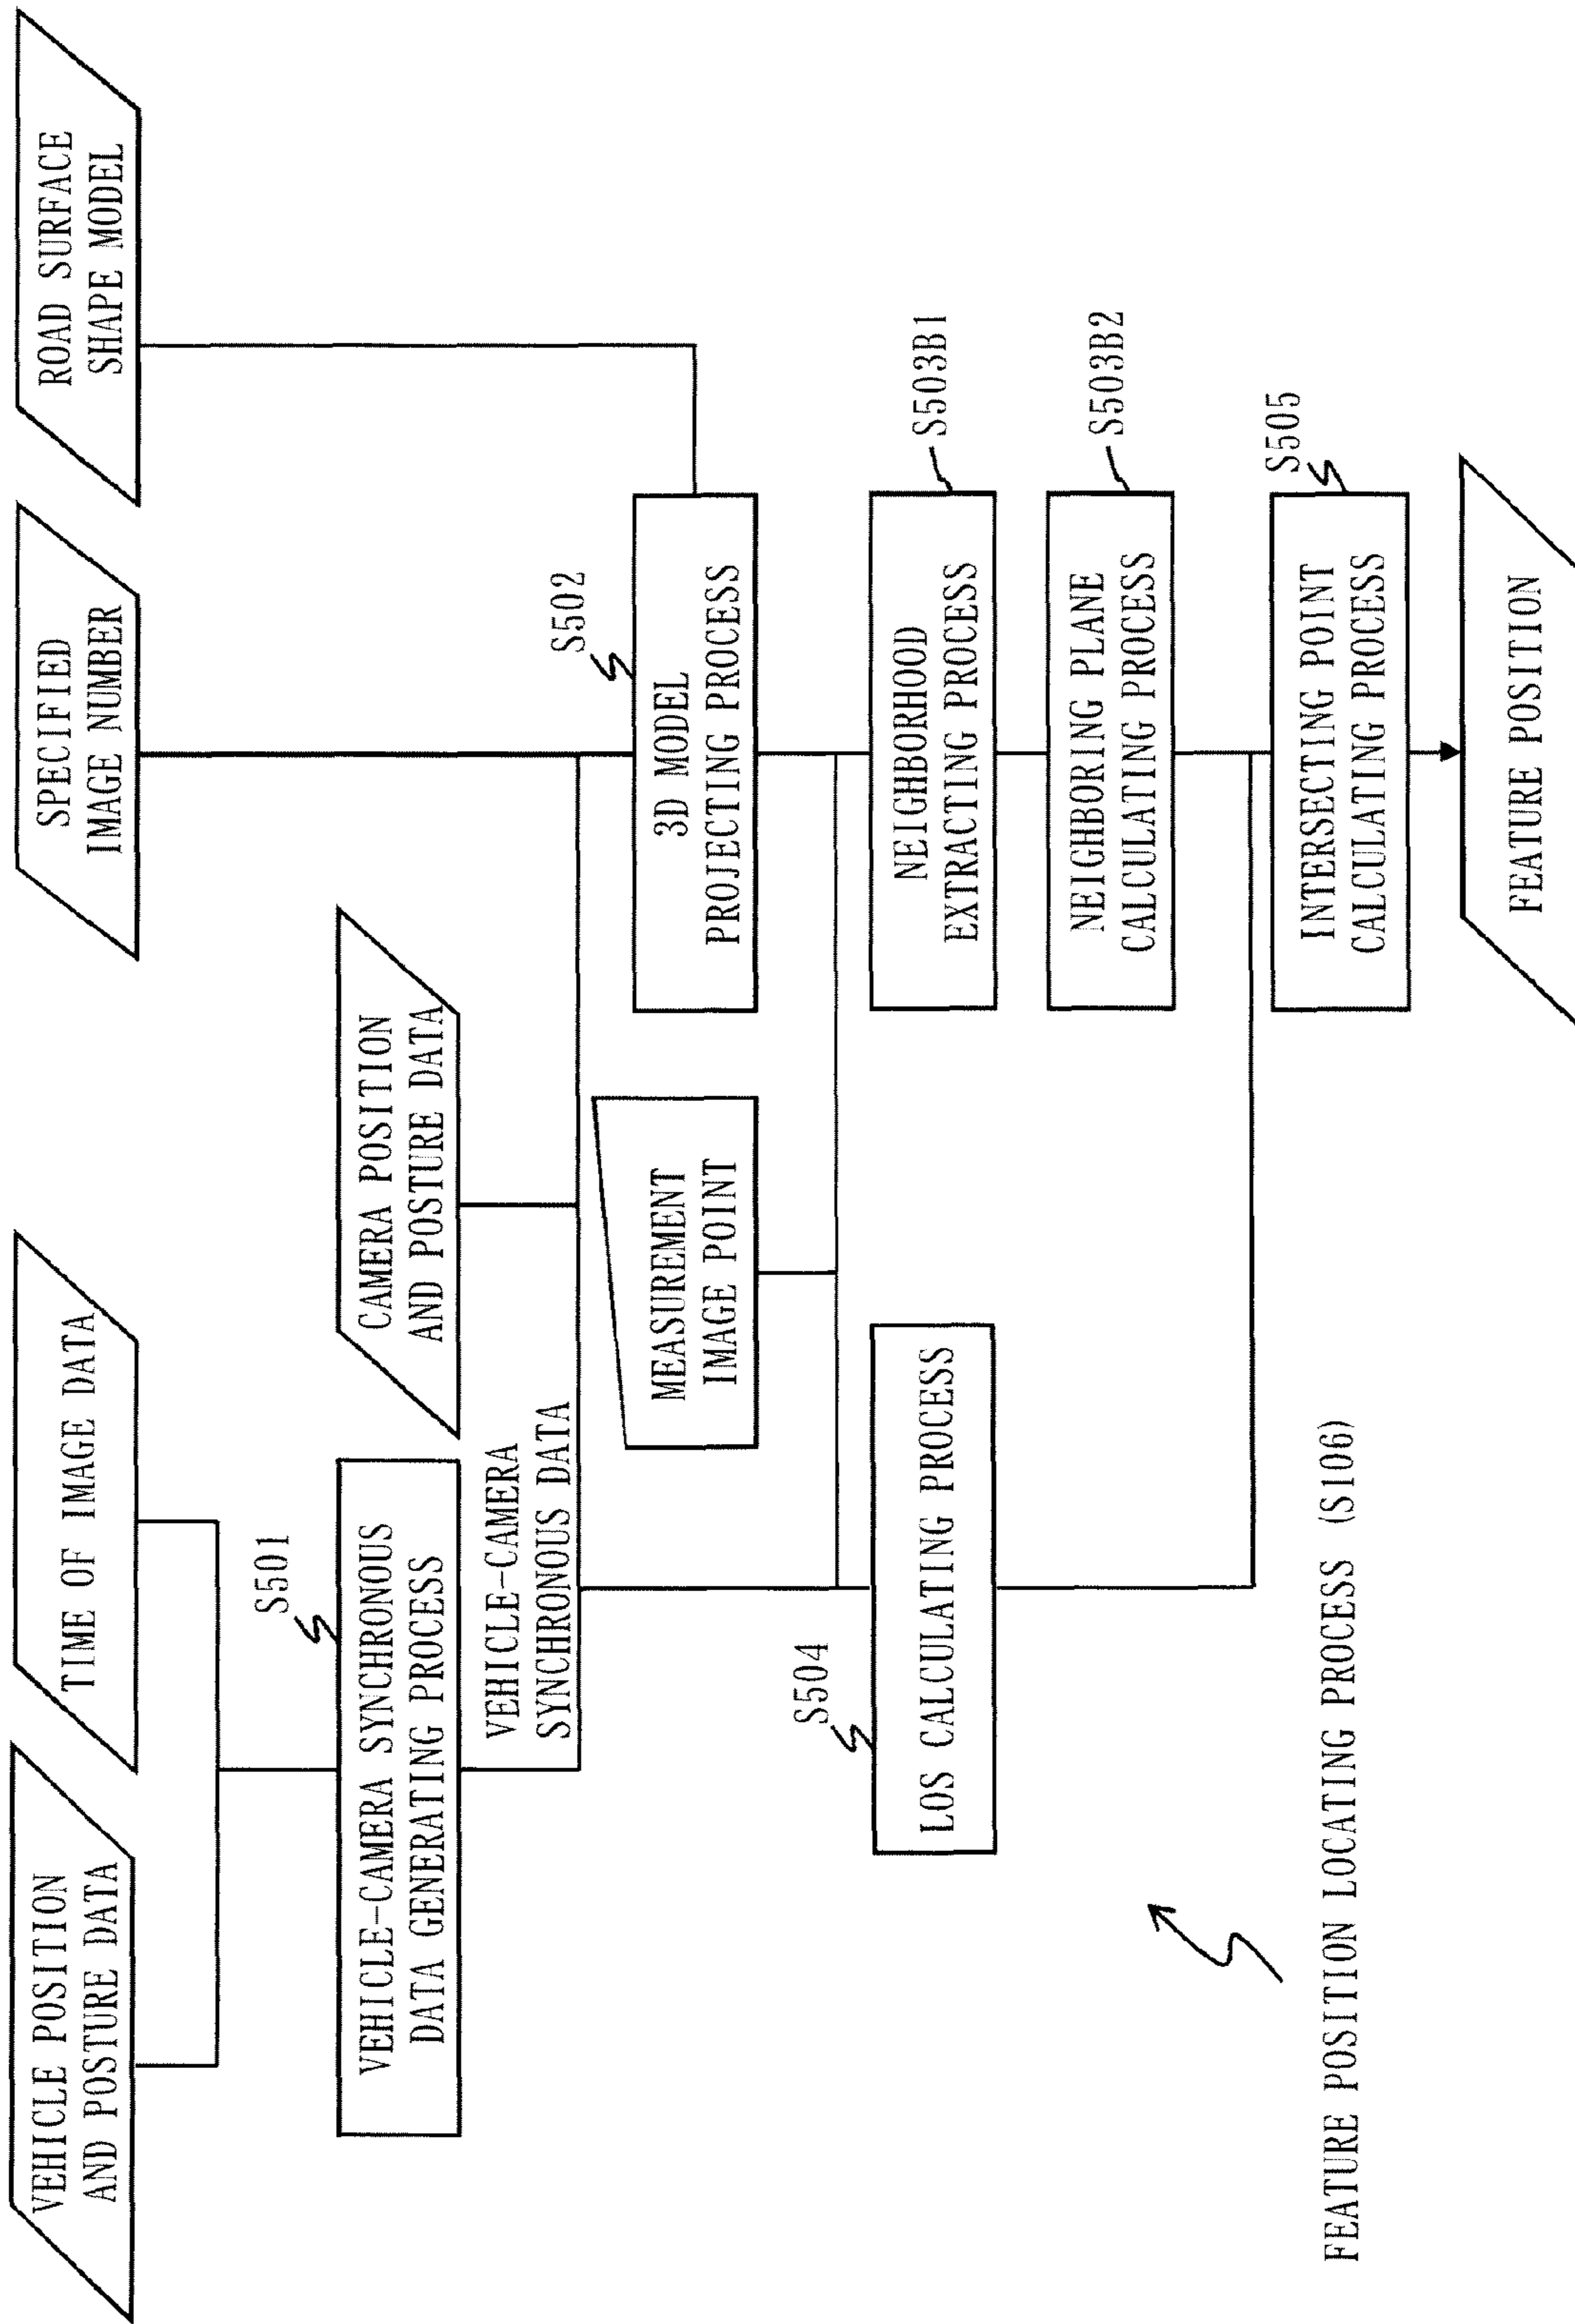 VEHICLE POSITION
AND POSTURE DATA
TIME OF IMAGE DATA
SPECIFIED
IMAGE NUMBER
ROAD SURFACE
SHAPE MODEL
S501
VEHICLE-CAMERA SYNCHRONOUS
DATA GENERATING PROCESS
CAMERA POSITION
AND POSTURE DATA
VEHICLE-CAMERA
SYNCHRONOUS DATA
S502
3D MODEL
PROJECTING PROCESS
MEASUREMENT
IMAGE POINT
S504
LOS CALCULATING PROCESS
NEIGHBORHOOD
EXTRACTING PROCESS
S503B1
NEIGHBORING PLANE
CALCULATING PROCESS
S503B2
S505
INTERSECTING POINT
CALCULATING PROCESS
FEATURE POSITION
FEATURE POSITION LOCATING PROCESS (S106)